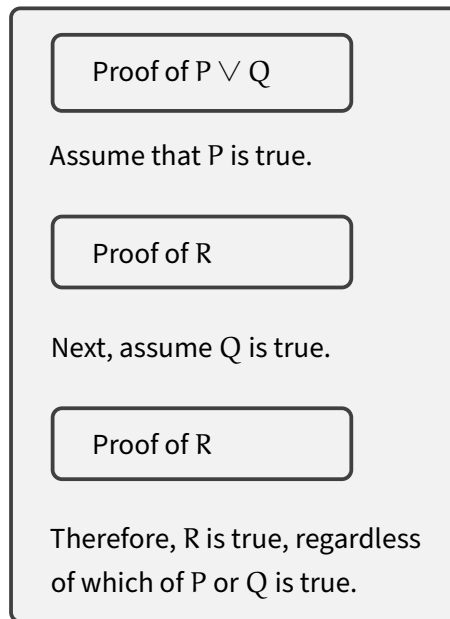 Proof of P ∨ Q
Assume that P is true.
Proof of R
Next, assume Q is true.
Proof of R
Therefore, R is true, regardless
of which of P or Q is true.